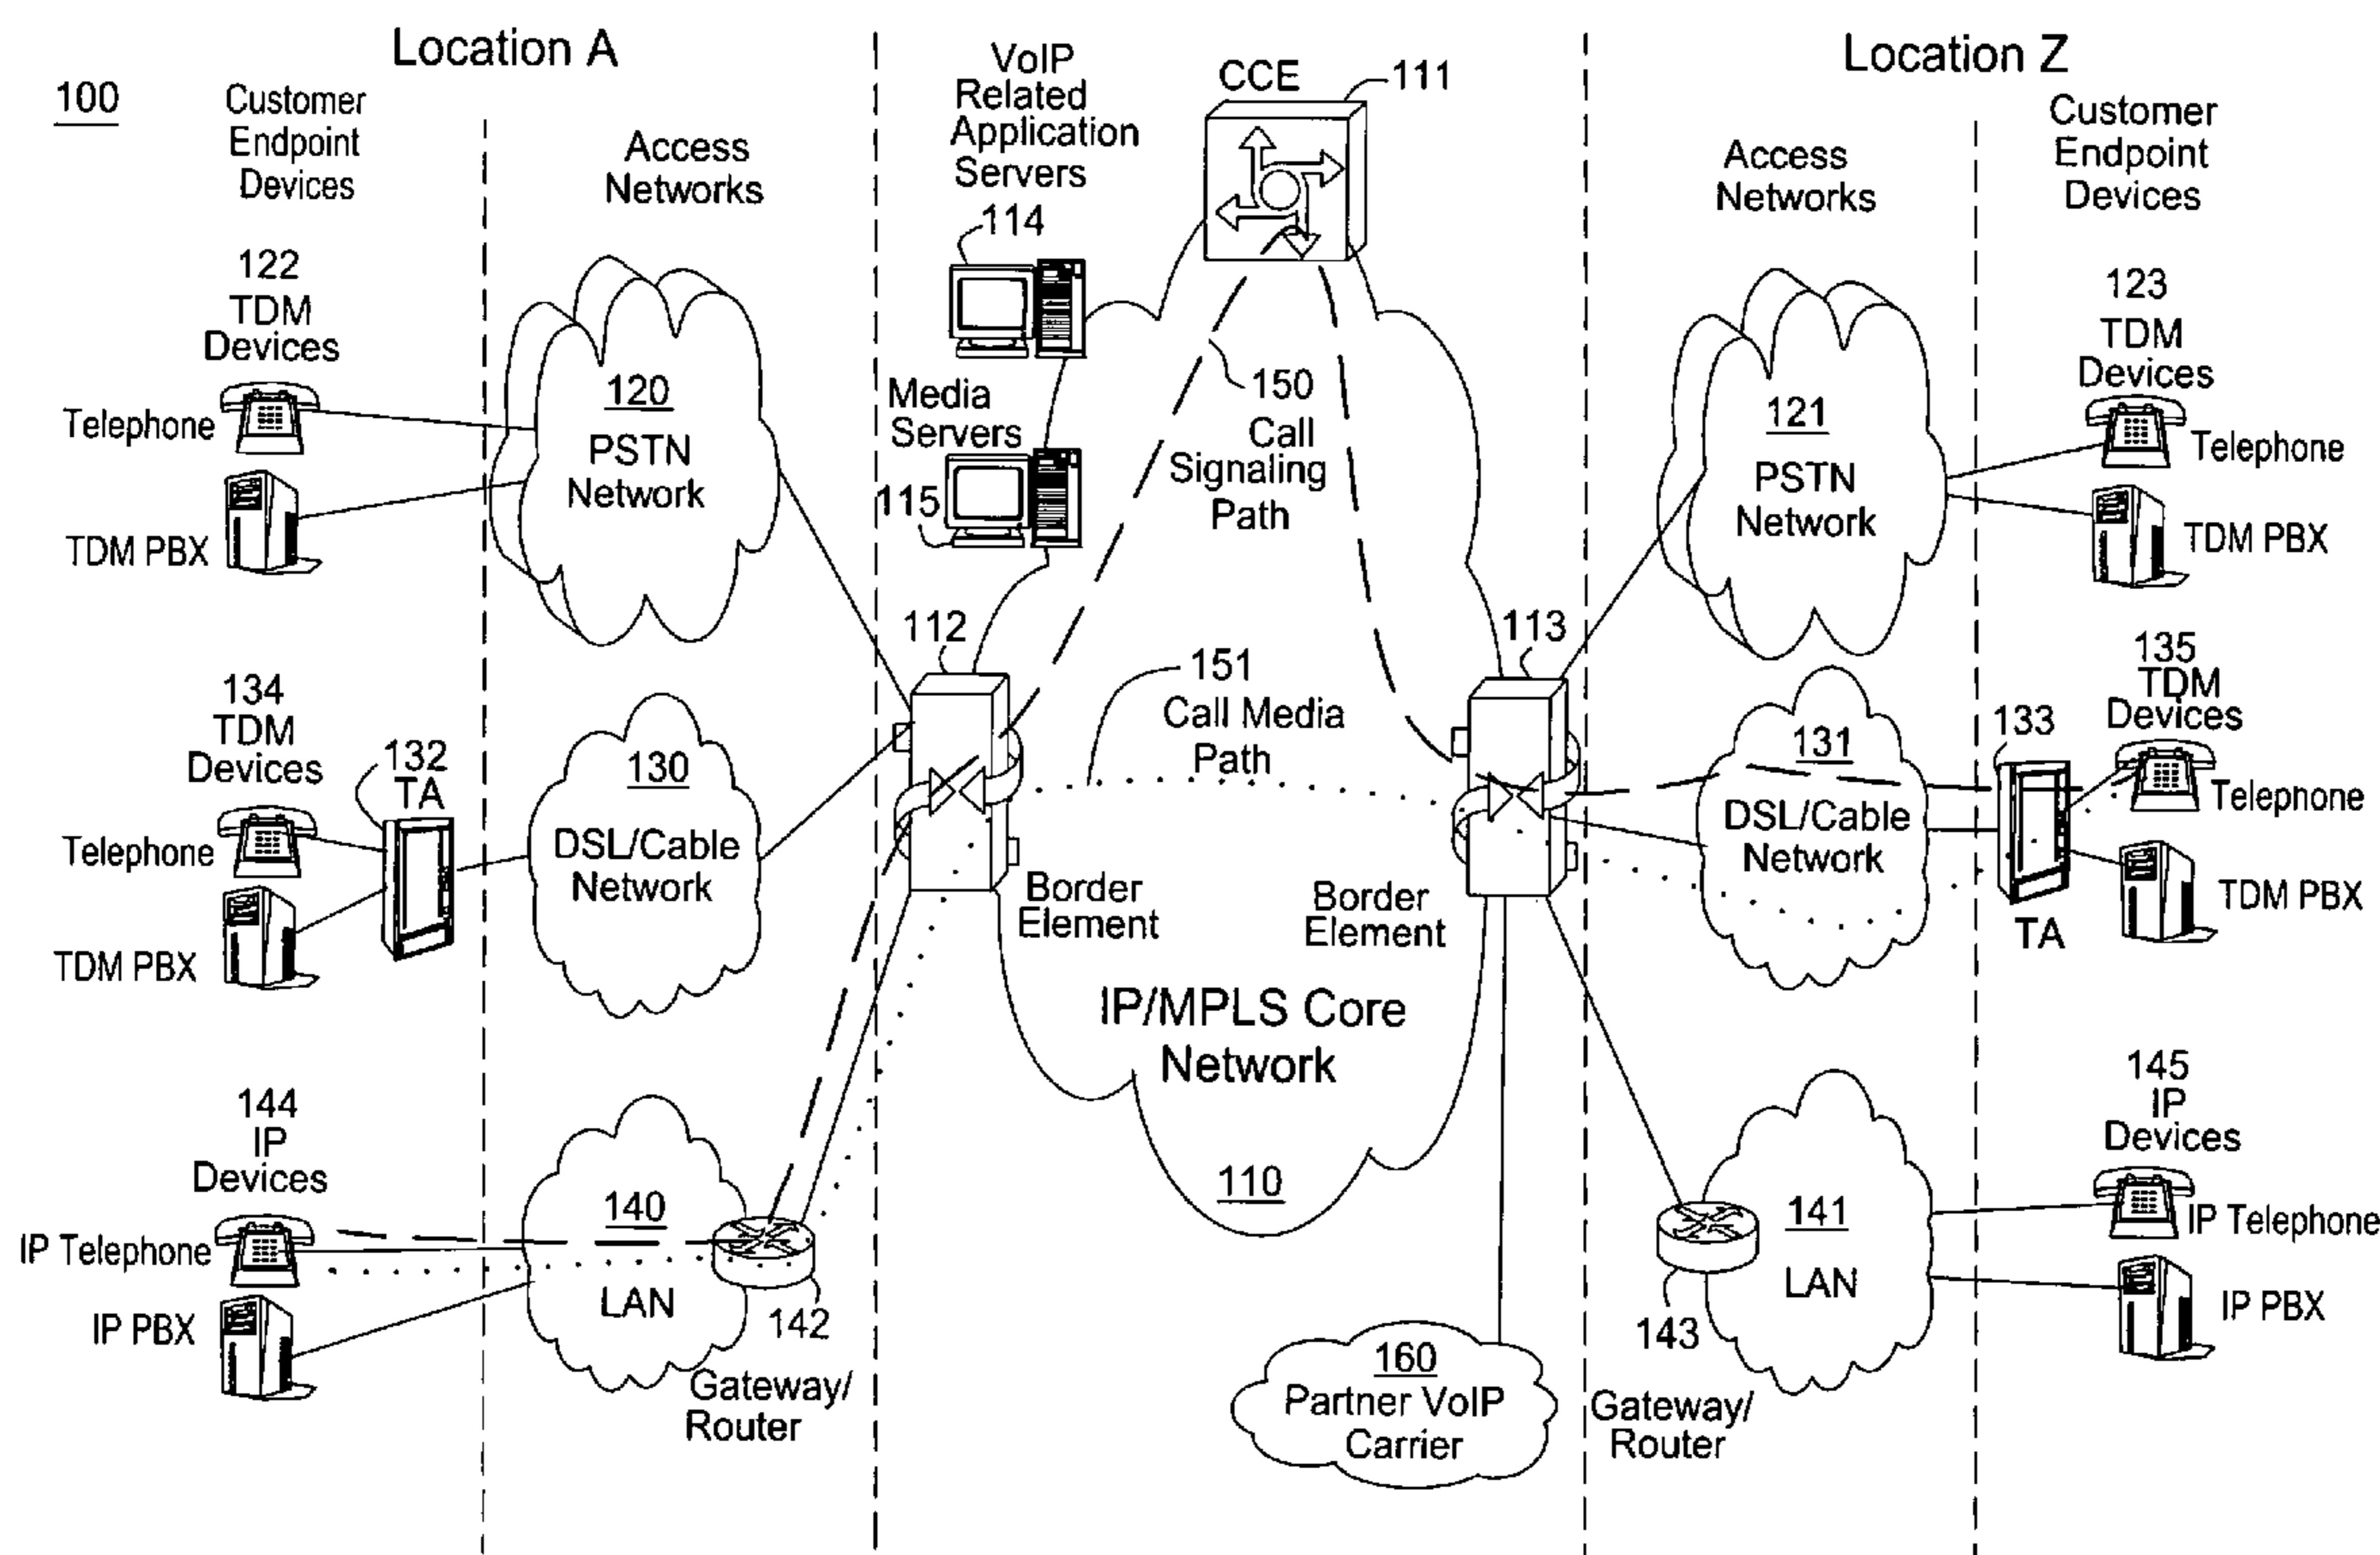 Location A
Location Z
100
Customer
Endpoint
Devices
Access
Networks
VoIP
Related
Application
Servers
114
CCE
111
Access
Networks
Customer
Endpoint
Devices
122
TDM
Devices
Telephone
TDM PBX
120
PSTN
Network
Media
Servers
115
150
Call
Signaling
Path
121
PSTN
Network
123
TDM
Devices
Telephone
TDM PBX
134
TDM
Devices
132
TA
Telephone
TDM PBX
130
DSL/Cable
Network
112
Border
Element
151
Call Media
Path
113
Border
Element
131
DSL/Cable
Network
133
TA
135
TDM
Devices
Telephone
TDM PBX
IP/MPLS Core
Network
110
144
IP
Devices
IP Telephone
IP PBX
140
LAN
142
Gateway/
Router
160
Partner VoIP
Carrier
143
Gateway/
Router
141
LAN
145
IP
Devices
IP Telephone
IP PBX